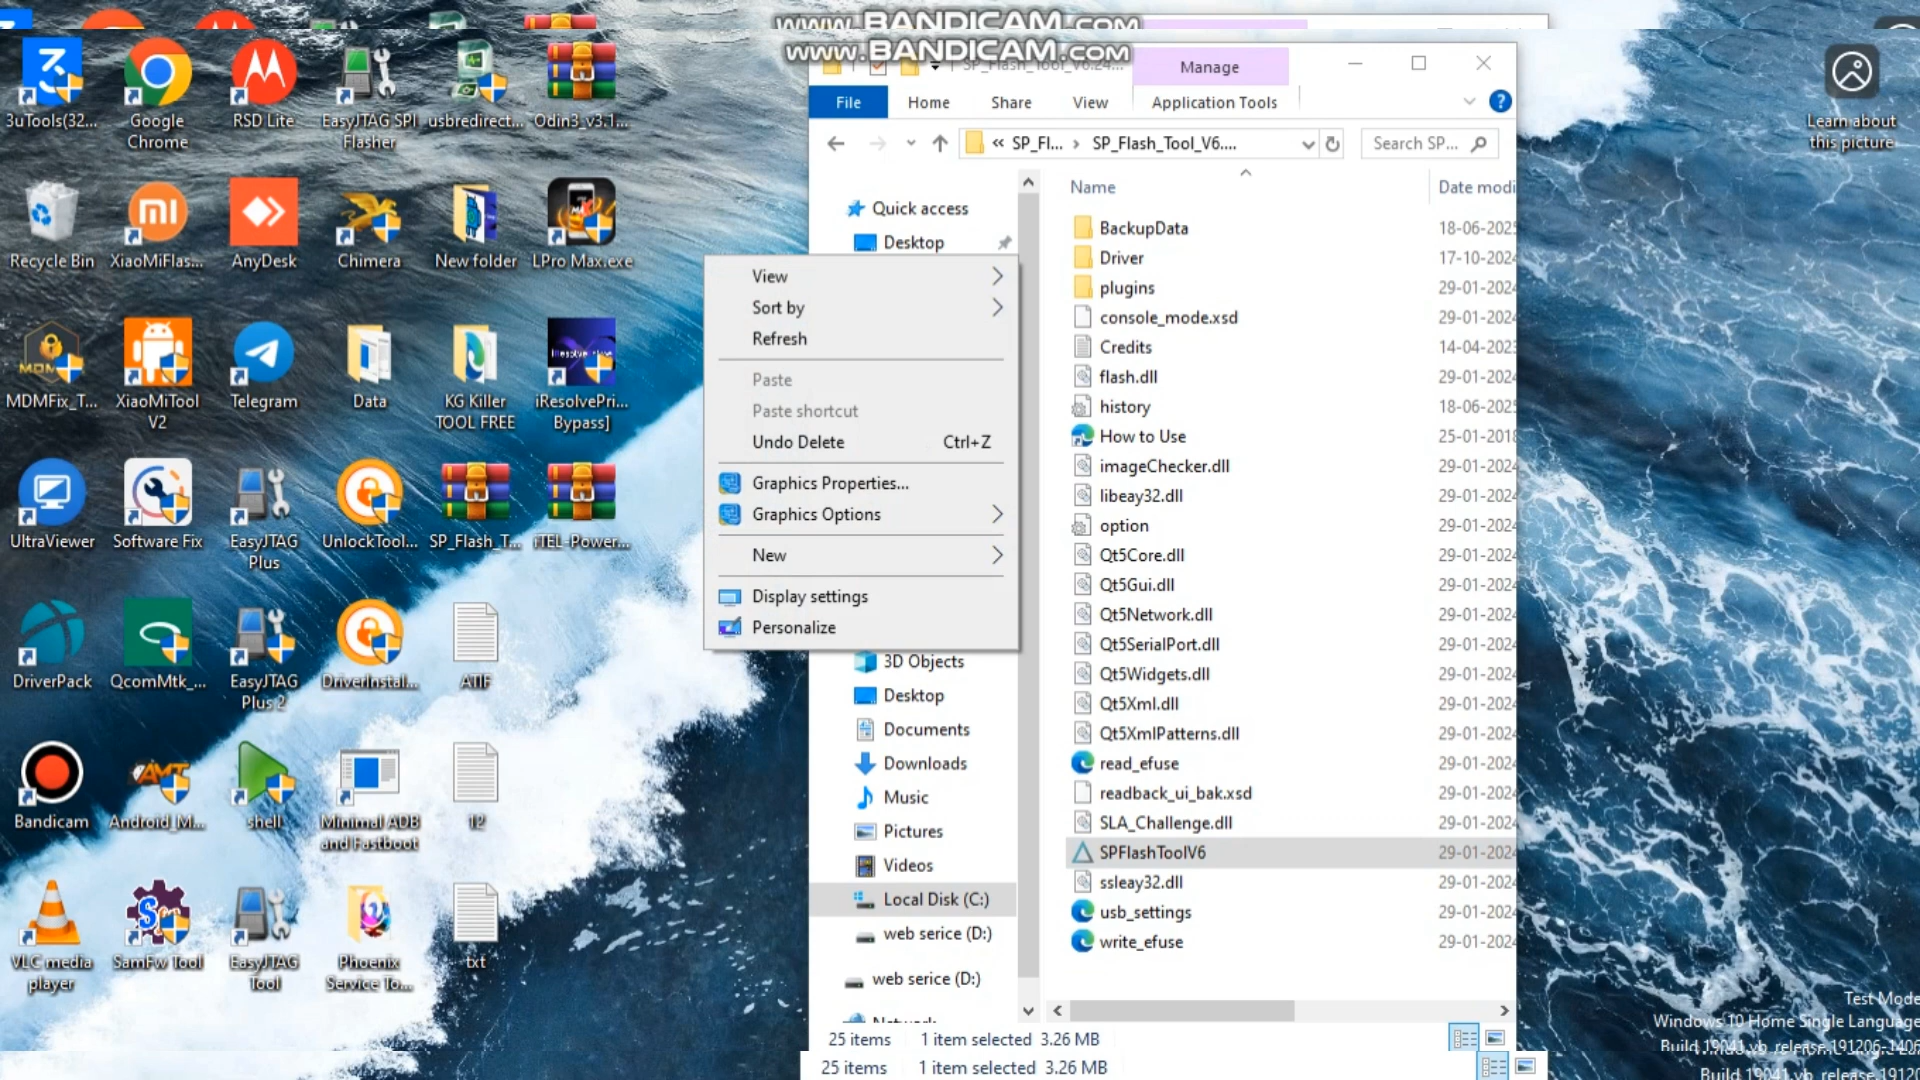 www.BANDICAM.com
www.BANDICAM.com
3uTools(32...
Google
Chrome
RSD Lite
EasyJTAG SPI
Flasher
usbredirect...
Odin3_v3.1...
Recycle Bin
XiaoMiFlas...
AnyDesk
Chimera
New folder
LPro Max.exe
MDMFix_T...
XiaoMiTool
V2
Telegram
Data
KG Killer
TOOL FREE
iResolvePri...
Bypass]
UltraViewer
Software Fix
EasyJTAG
Plus
UnlockTool...
SP_Flash_T...
iTEL-Power...
DriverPack
QcomMtk_...
EasyJTAG
Plus 2
DriverInstal...
ATIF
Bandicam
Android_M...
shell
Minimal ADB
and Fastboot
12
VLC media
player
SamFw Tool
EasyJTAG
Tool
Phoenix
Service To...
txt
View
Sort by
Refresh
Paste
Paste shortcut
Undo Delete Ctrl+Z
Graphics Properties...
Graphics Options
New
Display settings
Personalize
SP_Flash_Tool_V6.24...
Manage
File Home Share View Application Tools
« SP_Fl... › SP_Flash_Tool_V6....
Search SP...
Quick access
Desktop
3D Objects
Desktop
Documents
Downloads
Music
Pictures
Videos
Local Disk (C:)
web serice (D:)
web serice (D:)
Network
Name Date modi
BackupData 18-06-2025
Driver 17-10-2024
plugins 29-01-2024
console_mode.xsd 29-01-2024
Credits 14-04-2023
flash.dll 29-01-2024
history 18-06-2025
How to Use 25-01-2018
imageChecker.dll 29-01-2024
libeay32.dll 29-01-2024
option 29-01-2024
Qt5Core.dll 29-01-2024
Qt5Gui.dll 29-01-2024
Qt5Network.dll 29-01-2024
Qt5SerialPort.dll 29-01-2024
Qt5Widgets.dll 29-01-2024
Qt5Xml.dll 29-01-2024
Qt5XmlPatterns.dll 29-01-2024
read_efuse 29-01-2024
readback_ui_bak.xsd 29-01-2024
SLA_Challenge.dll 29-01-2024
SPFlashToolV6 29-01-2024
ssleay32.dll 29-01-2024
usb_settings 29-01-2024
write_efuse 29-01-2024
25 items 1 item selected 3.26 MB
25 items 1 item selected 3.26 MB
Learn about
this picture
Test Mode
Windows 10 Home Single Language
Build 19041.vb_release.191206-1406
Build 19041.vb_release.19120